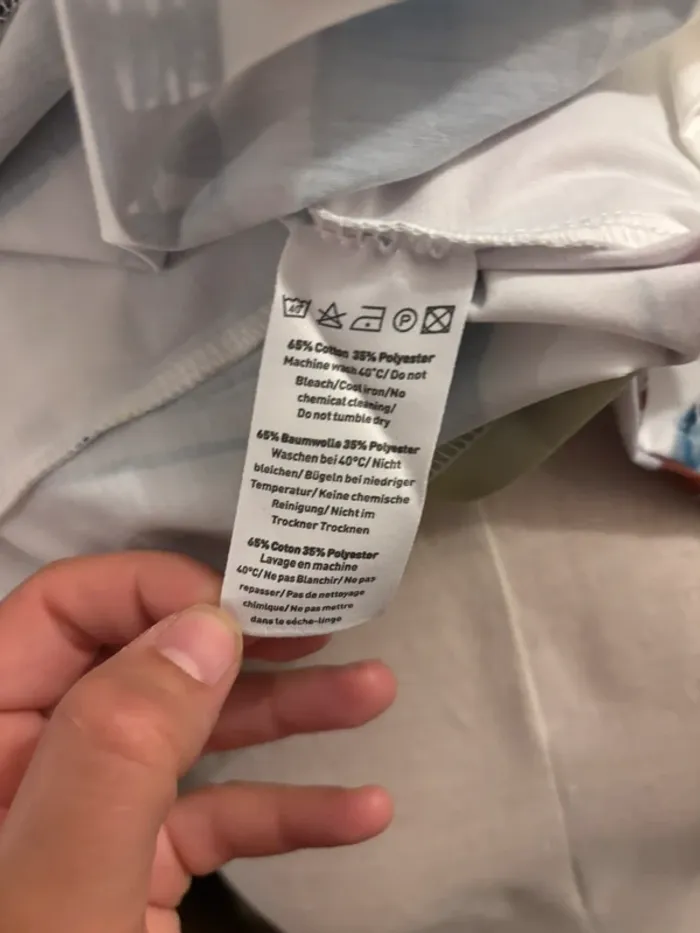 40° P
65% Cotton 35% Polyester
Machine wash 40°C/Do not
Bleach/Cool iron/No
chemical cleaning/
Do not tumble dry
65% Baumwolle 35% Polyester
Waschen bei 40°C/ Nicht
bleichen/Bügeln bei niedriger
Temperatur/Keine chemische
Reinigung/ Nicht im
Trockner Trocknen
65% Coton 35% Polyester
Lavage en machine
40°C/Ne pas Blanchir/ Ne pas
repasser/Pas de nettoyage
chimique/Ne pas mettre
dans le séche-linge